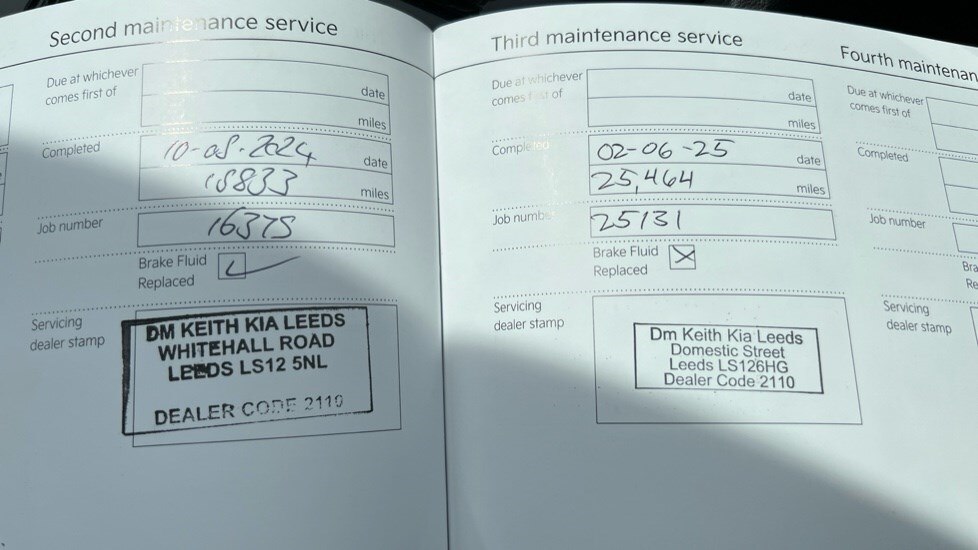 Second maintenance service
Due at whichever
comes first of
date
miles
Completed
10-08-2024
date
18833
miles
Job number
16375
Brake Fluid
Replaced
Servicing
dealer stamp
DM KEITH KIA LEEDS
WHITEHALL ROAD
LEEDS LS12 5NL
DEALER CODE 2110
Third maintenance service
Due at whichever
comes first of
date
miles
Completed
02-06-25
date
25,464
miles
Job number
25131
Brake Fluid
Replaced
Servicing
dealer stamp
Dm Keith Kia Leeds
Domestic Street
Leeds LS126HG
Dealer Code 2110
Fourth maintenan
Due at whichever
comes first of
Completed
Job number
Bra
Re
Servicing
dealer stamp